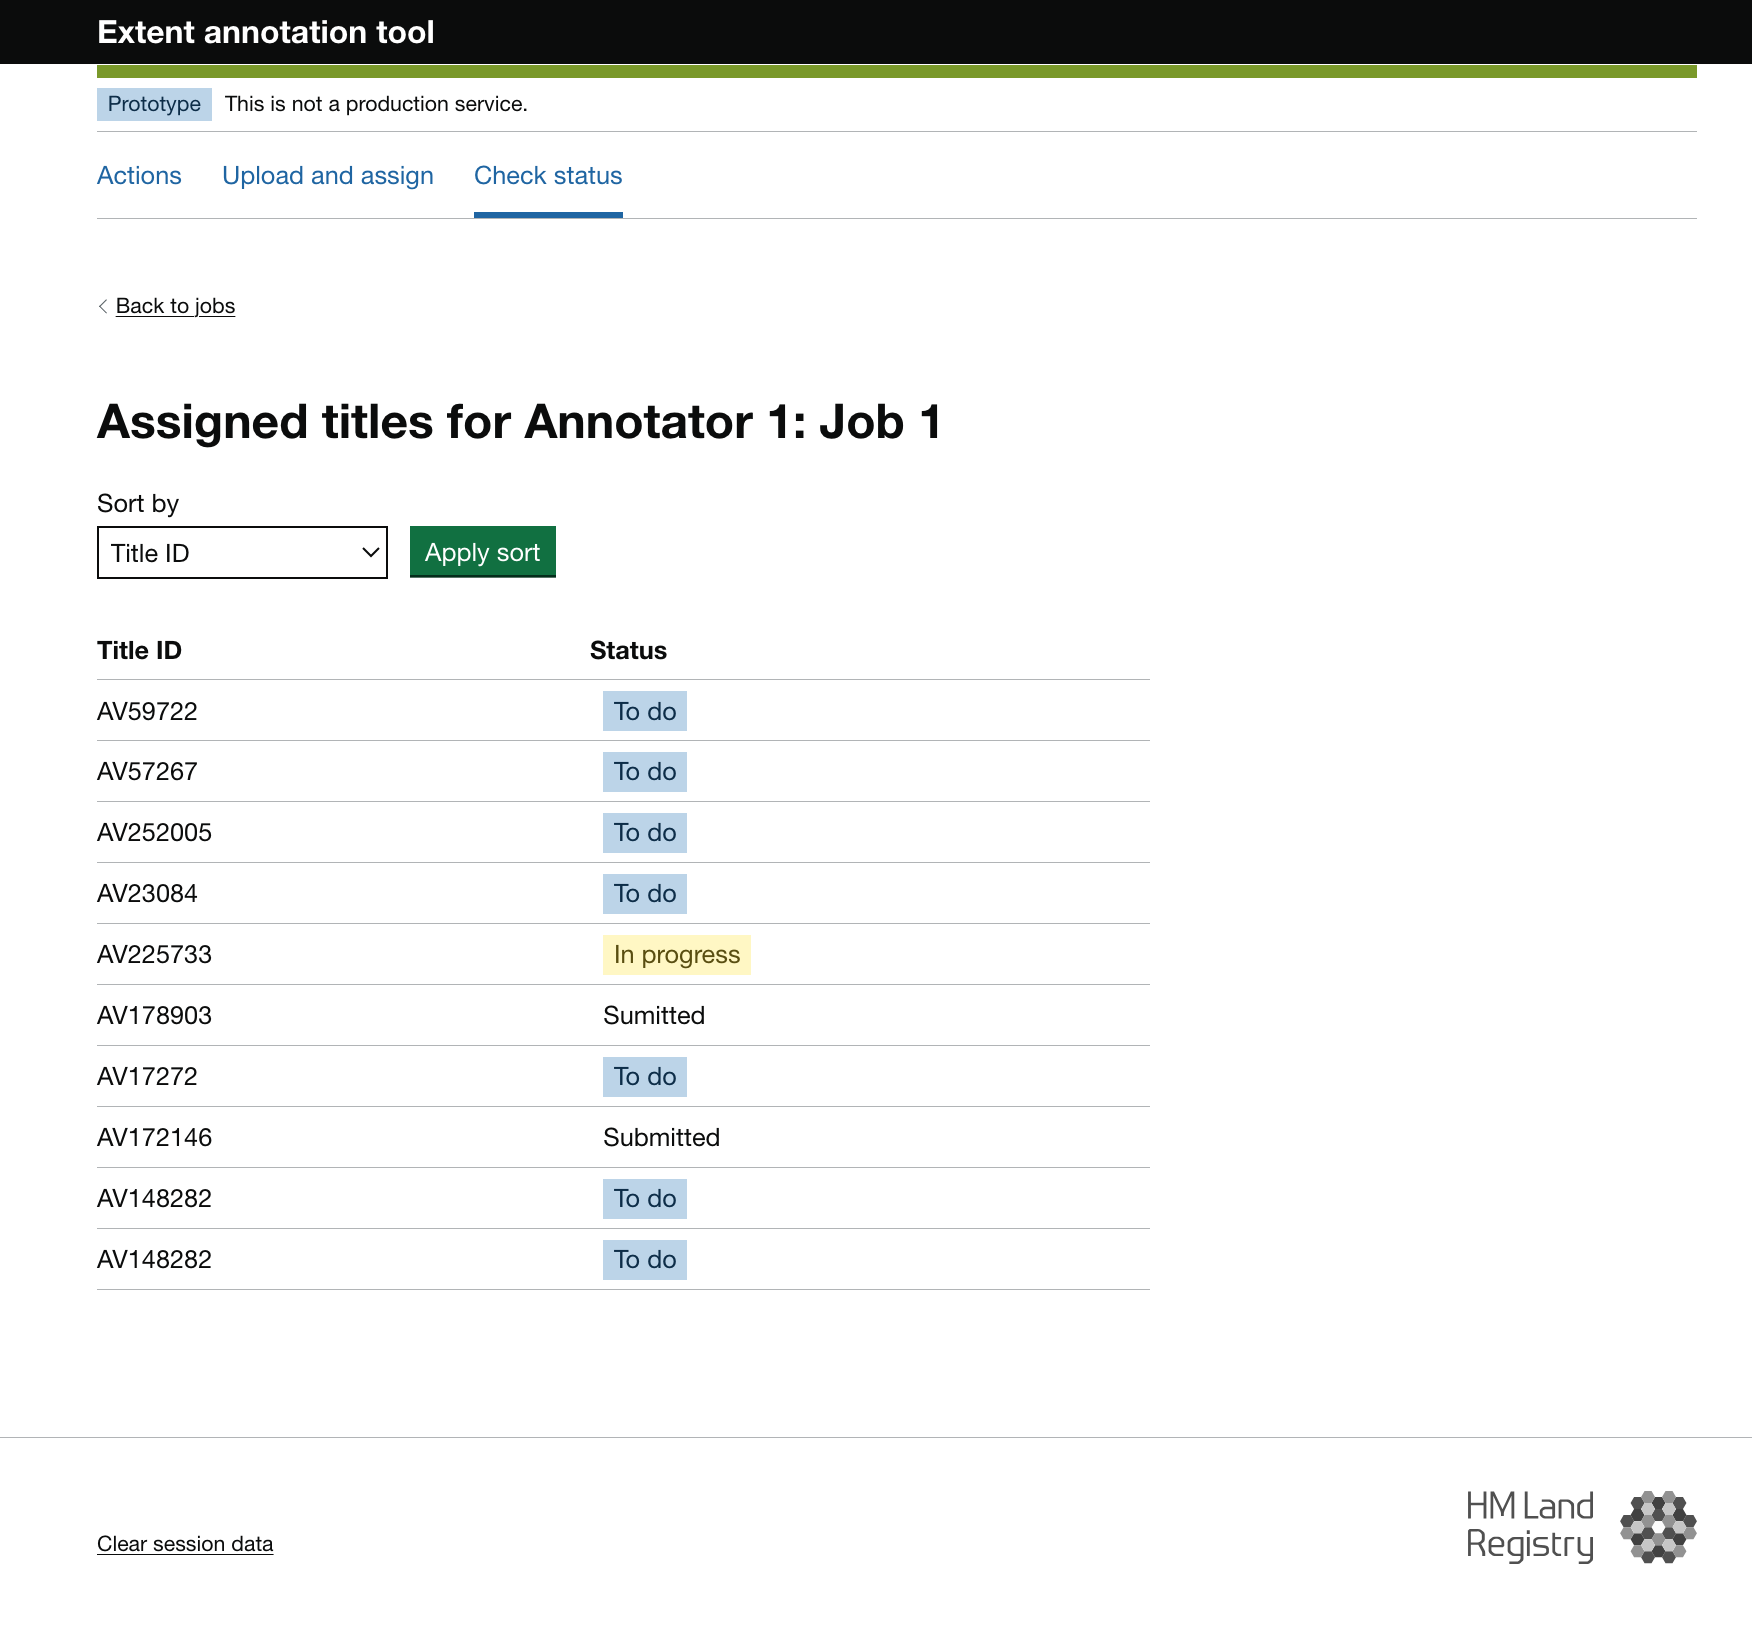 Extent annotation tool
Prototype This is not a production service.
Actions Upload and assign Check status
Back to jobs
Assigned titles for Annotator 1: Job 1
Sort by
Title ID Apply sort
Title ID Status
AV59722 To do
AV57267 To do
AV252005 To do
AV23084 To do
AV225733 In progress
AV178903 Sumitted
AV17272 To do
AV172146 Submitted
AV148282 To do
AV148282 To do
Clear session data
HM Land
Registry